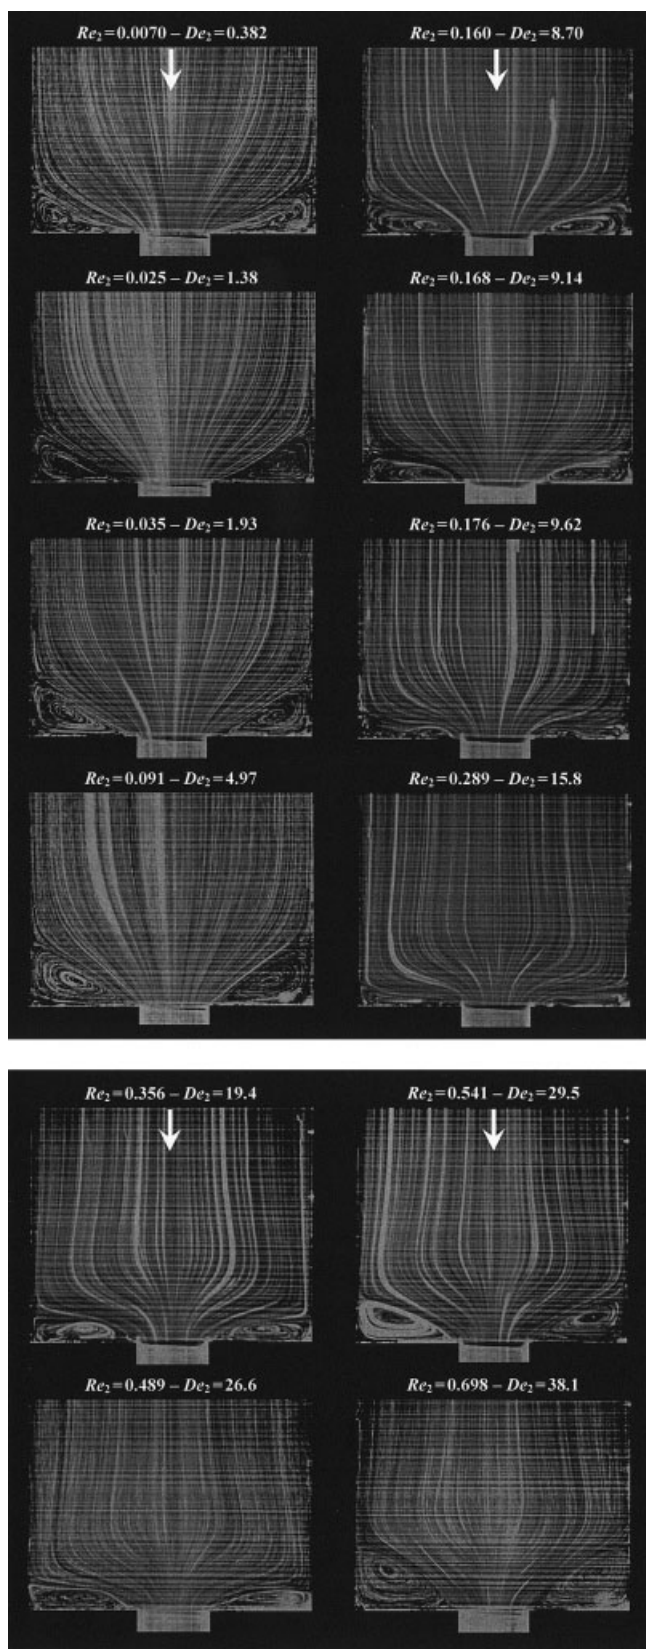 Re2=0.0070 – De2=0.382
Re2=0.160 – De2=8.70
Re2=0.025 – De2=1.38
Re2=0.168 – De2=9.14
Re2=0.035 – De2=1.93
Re2=0.176 – De2=9.62
Re2=0.091 – De2=4.97
Re2=0.289 – De2=15.8
Re2=0.356 – De2=19.4
Re2=0.541 – De2=29.5
Re2=0.489 – De2=26.6
Re2=0.698 – De2=38.1